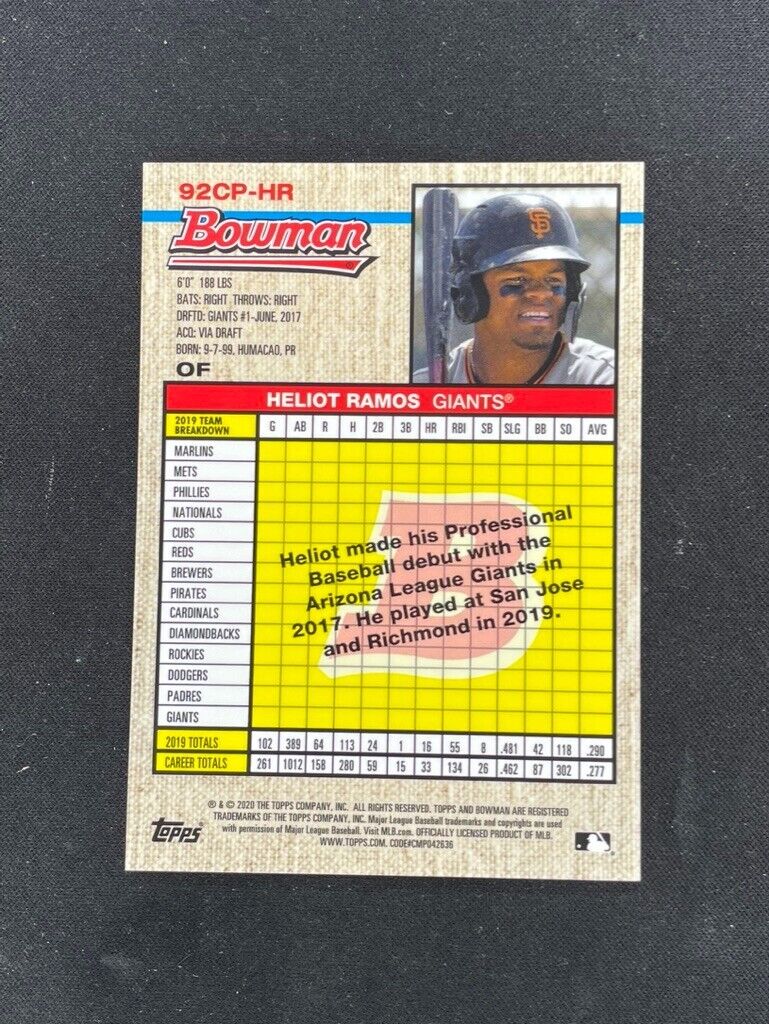 92CP-HR
Bowman
6'0" 188 LBS
BATS: RIGHT THROWS: RIGHT
DRFTD: GIANTS #1-JUNE, 2017
ACQ: VIA DRAFT
BORN: 9-7-99, HUMACAO, PR
OF
SF
HELIOT RAMOS GIANTS®
2019 TEAM BREAKDOWN G AB R H 2B 3B HR RBI SB SLG BB SO AVG
MARLINS
METS
PHILLIES
NATIONALS
CUBS
REDS
BREWERS
PIRATES
CARDINALS
DIAMONDBACKS
ROCKIES
DODGERS
PADRES
GIANTS
B
Heliot made his Professional
Baseball debut with the
Arizona League Giants in
2017. He played at San Jose
and Richmond in 2019.
2019 TOTALS 102 389 64 113 24 1 16 55 8 .481 42 118 .290
CAREER TOTALS 261 1012 158 280 59 15 33 134 26 .462 87 302 .277
® & © 2020 THE TOPPS COMPANY, INC. ALL RIGHTS RESERVED. TOPPS AND BOWMAN ARE REGISTERED
TRADEMARKS OF THE TOPPS COMPANY, INC. Major League Baseball trademarks and copyrights are used
with permission of Major League Baseball. Visit MLB.com. OFFICIALLY LICENSED PRODUCT OF MLB.
WWW.TOPPS.COM. CODE#CMP042636
Topps